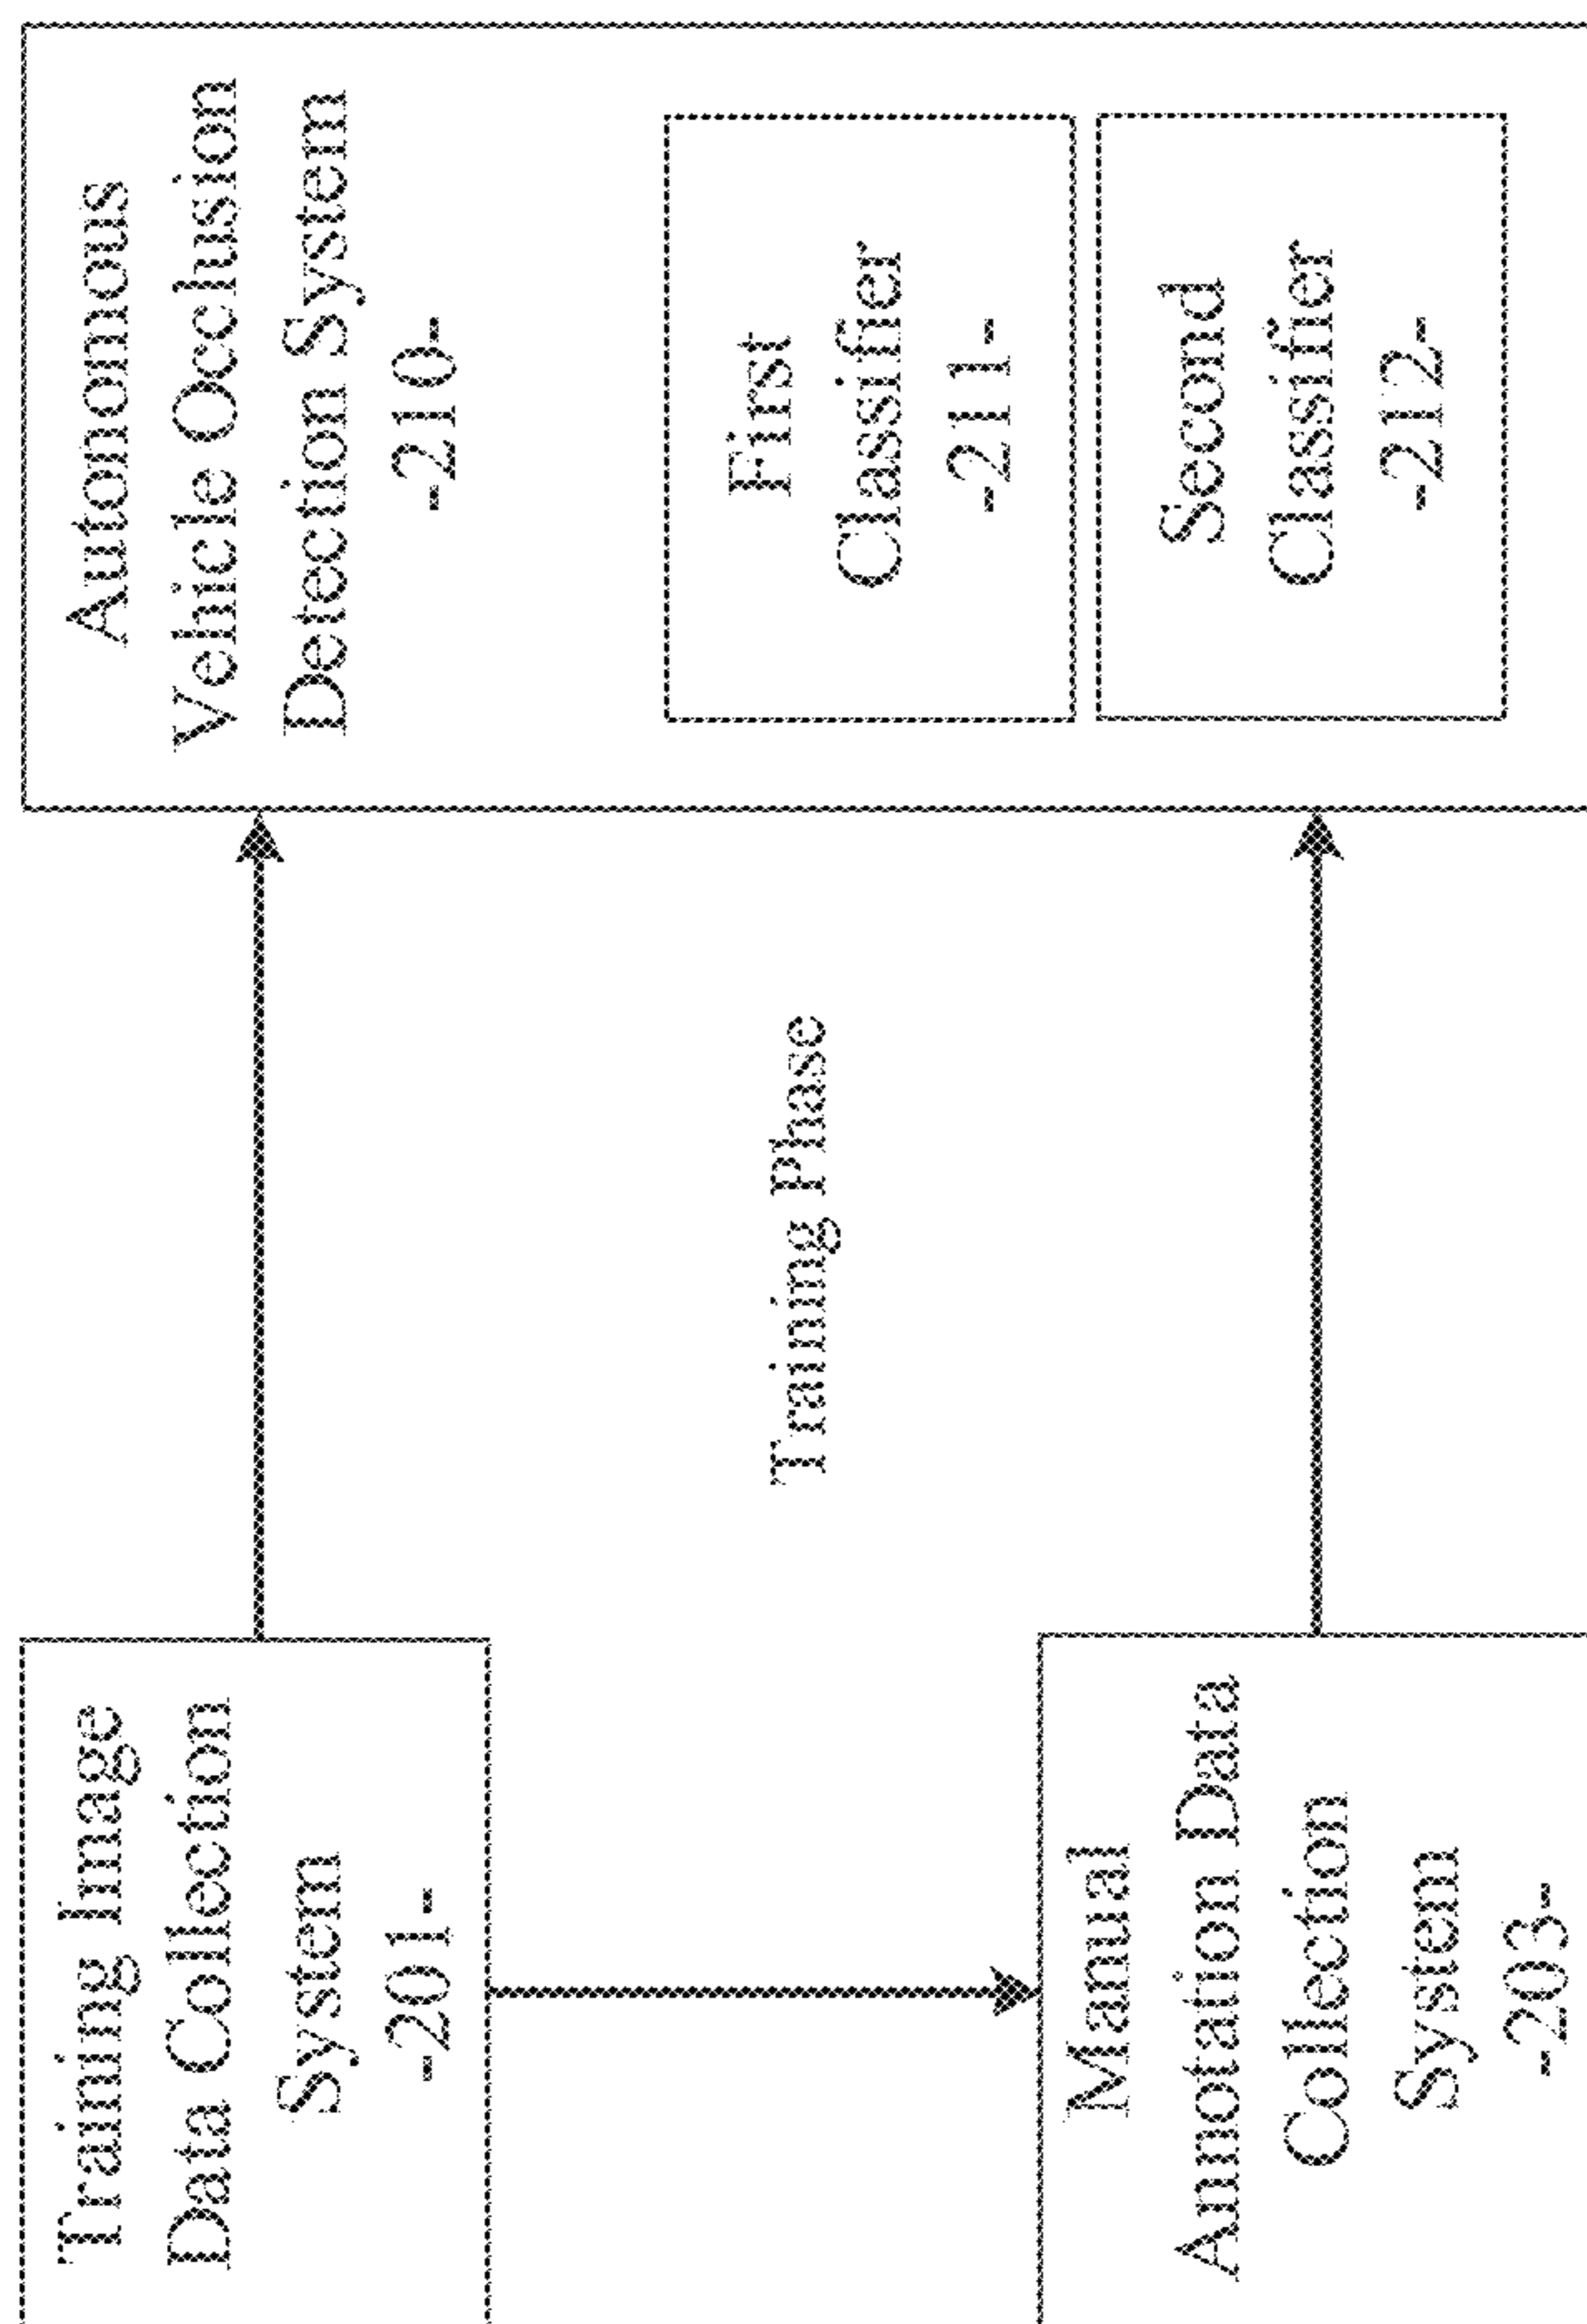 Training Image
Data Collection
System
-201-
Manual
Annotation Data
Collection
System
-203-
Training Phase
Autonomous
Vehicle Occlusion
Detection System
-210-
First
Classifier
-211-
Second
Classifier
-212-